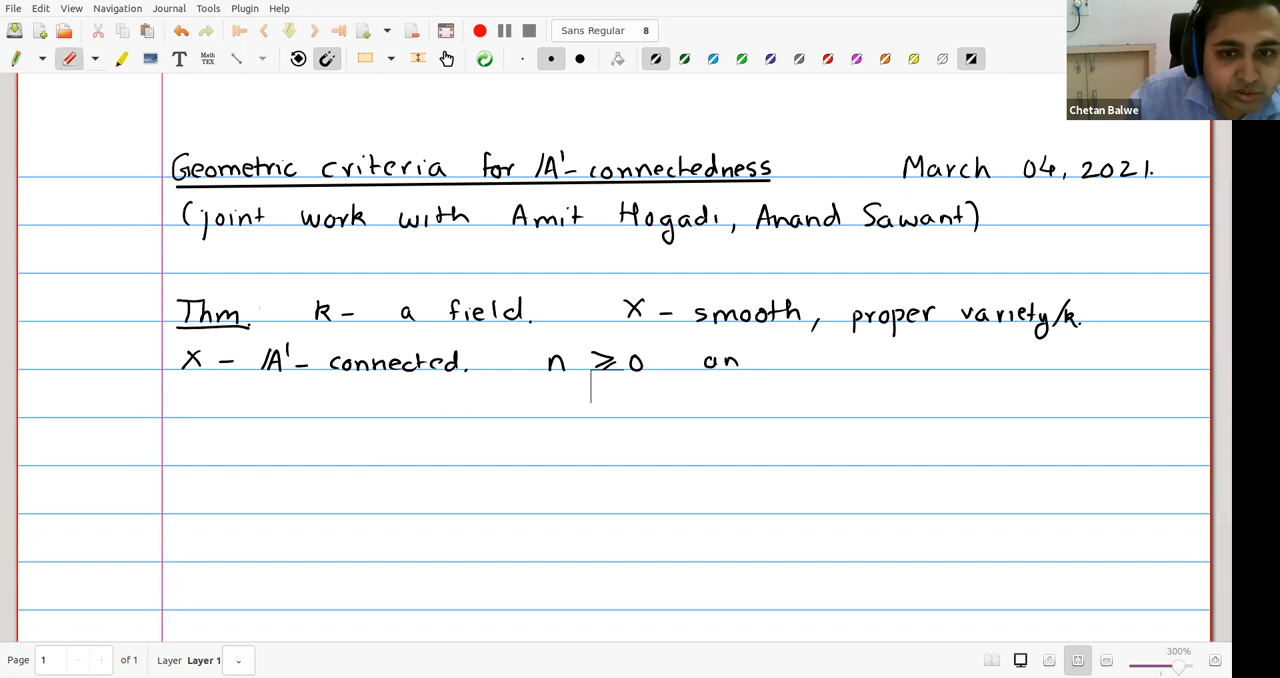 File Edit View Navigation Journal Tools Plugin Help
Sans Regular 8
T Math TEX
Chetan Balwe
Geometric criteria for A¹- connectedness March 04, 2021.
(joint work with Amit Hogadi, Anand Sawant)
Thm. k - a field. X - smooth, proper variety/k.
X - A¹- connected. n ≥ 0 an
Page 1 of 1 Layer Layer 1 300%